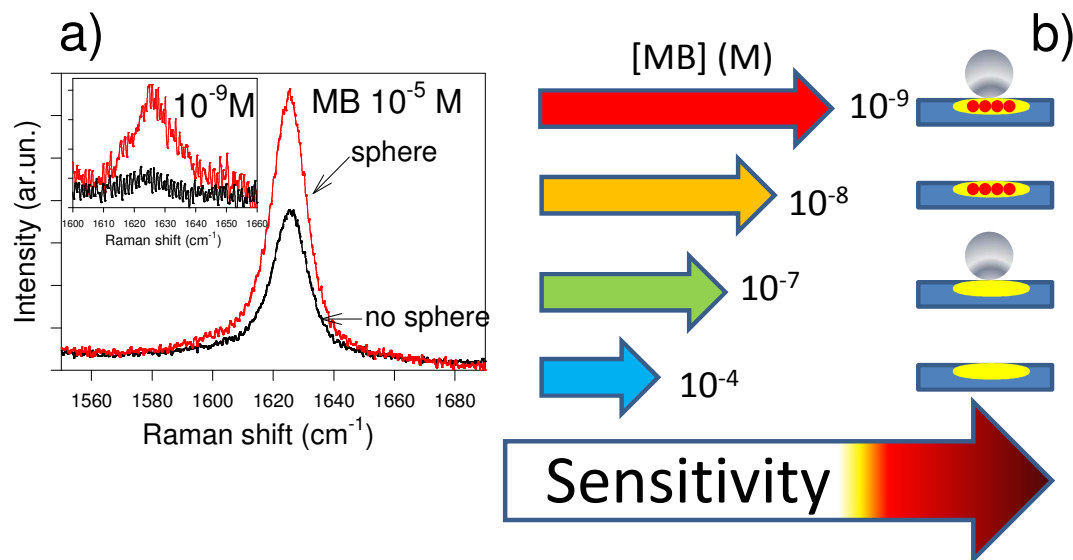 a)
10⁻⁹M
1600 1610 1620 1630 1640 1650 1660
Raman shift (cm⁻¹)
MB 10⁻⁵ M
sphere
no sphere
Intensity (ar.un.)
1560 1580 1600 1620 1640 1660 1680
Raman shift (cm⁻¹)
b)
[MB] (M)
10⁻⁹
10⁻⁸
10⁻⁷
10⁻⁴
Sensitivity